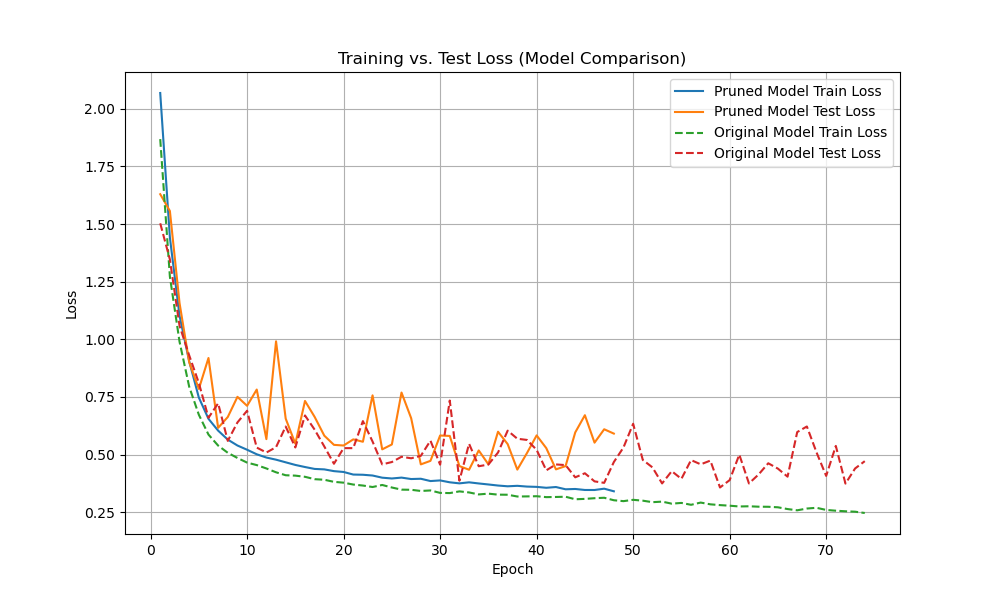 Training vs. Test Loss (Model Comparison)
Pruned Model Train Loss
Pruned Model Test Loss
Original Model Train Loss
Original Model Test Loss
2.00
1.75
1.50
1.25
1.00
0.75
0.50
0.25
Loss
0 10 20 30 40 50 60 70
Epoch